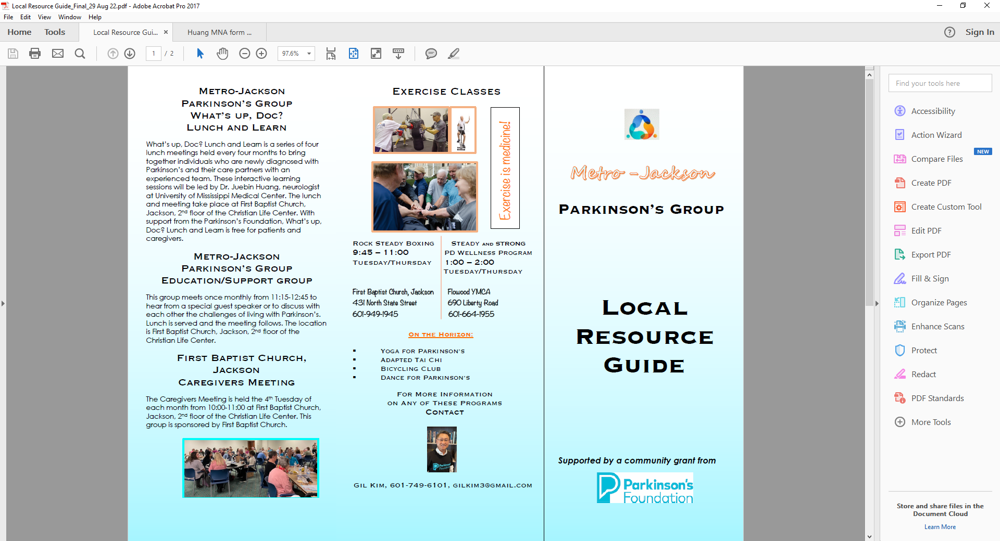 Local Resource Guide_Final_29 Aug 22.pdf - Adobe Acrobat Pro 2017
File Edit View Window Help
Home Tools Local Resource Gui... × Huang MNA form ... ? Sign In
1 / 2 97.6%
METRO-JACKSON
PARKINSON'S GROUP
WHAT'S UP, DOC?
LUNCH AND LEARN
What's up, Doc? Lunch and Learn is a series of four
lunch meetings held every four months to bring
together individuals who are newly diagnosed with
Parkinson's and their care partners with an
experienced team. These interactive learning
sessions will be led by Dr. Juebin Huang, neurologist
at University of Mississippi Medical Center. The lunch
and meeting take place at First Baptist Church,
Jackson, 2nd floor of the Christian Life Center. With
support from the Parkinson's Foundation, What's up,
Doc? Lunch and Learn is free for patients and
caregivers.
METRO-JACKSON
PARKINSON'S GROUP
EDUCATION/SUPPORT GROUP
This group meets once monthly from 11:15-12:45 to
hear from a special guest speaker or to discuss with
each other the challenges of living with Parkinson's.
Lunch is served and the meeting follows. The location
is First Baptist Church, Jackson, 2nd floor of the
Christian Life Center.
FIRST BAPTIST CHURCH,
JACKSON
CAREGIVERS MEETING
The Caregivers Meeting is held the 4th Tuesday of
each month from 10:00-11:00 at First Baptist Church,
Jackson, 2nd floor of the Christian Life Center. This
group is sponsored by First Baptist Church.
EXERCISE CLASSES
Exercise is medicine!
ROCK STEADY BOXING
9:45 – 11:00
TUESDAY/THURSDAY
First Baptist Church, Jackson
431 North State Street
601-949-1945
STEADY AND STRONG
PD WELLNESS PROGRAM
1:00 – 2:00
TUESDAY/THURSDAY
Flowood YMCA
690 Liberty Road
601-664-1955
ON THE HORIZON:
▪ YOGA FOR PARKINSON'S
▪ ADAPTED TAI CHI
▪ BICYCLING CLUB
▪ DANCE FOR PARKINSON'S
FOR MORE INFORMATION
ON ANY OF THESE PROGRAMS
CONTACT
Parkinson's
Foundation
GIL KIM, 601-749-6101, GILKIM3@GMAIL.COM
Metro -Jackson
PARKINSON'S GROUP
LOCAL
RESOURCE
GUIDE
Supported by a community grant from
Parkinson's
Foundation
Find your tools here
Accessibility
Action Wizard
NEW
Compare Files
Create PDF
Create Custom Tool
Edit PDF
Export PDF
Fill & Sign
Organize Pages
Enhance Scans
Protect
Redact
PDF Standards
More Tools
Store and share files in the
Document Cloud
Learn More